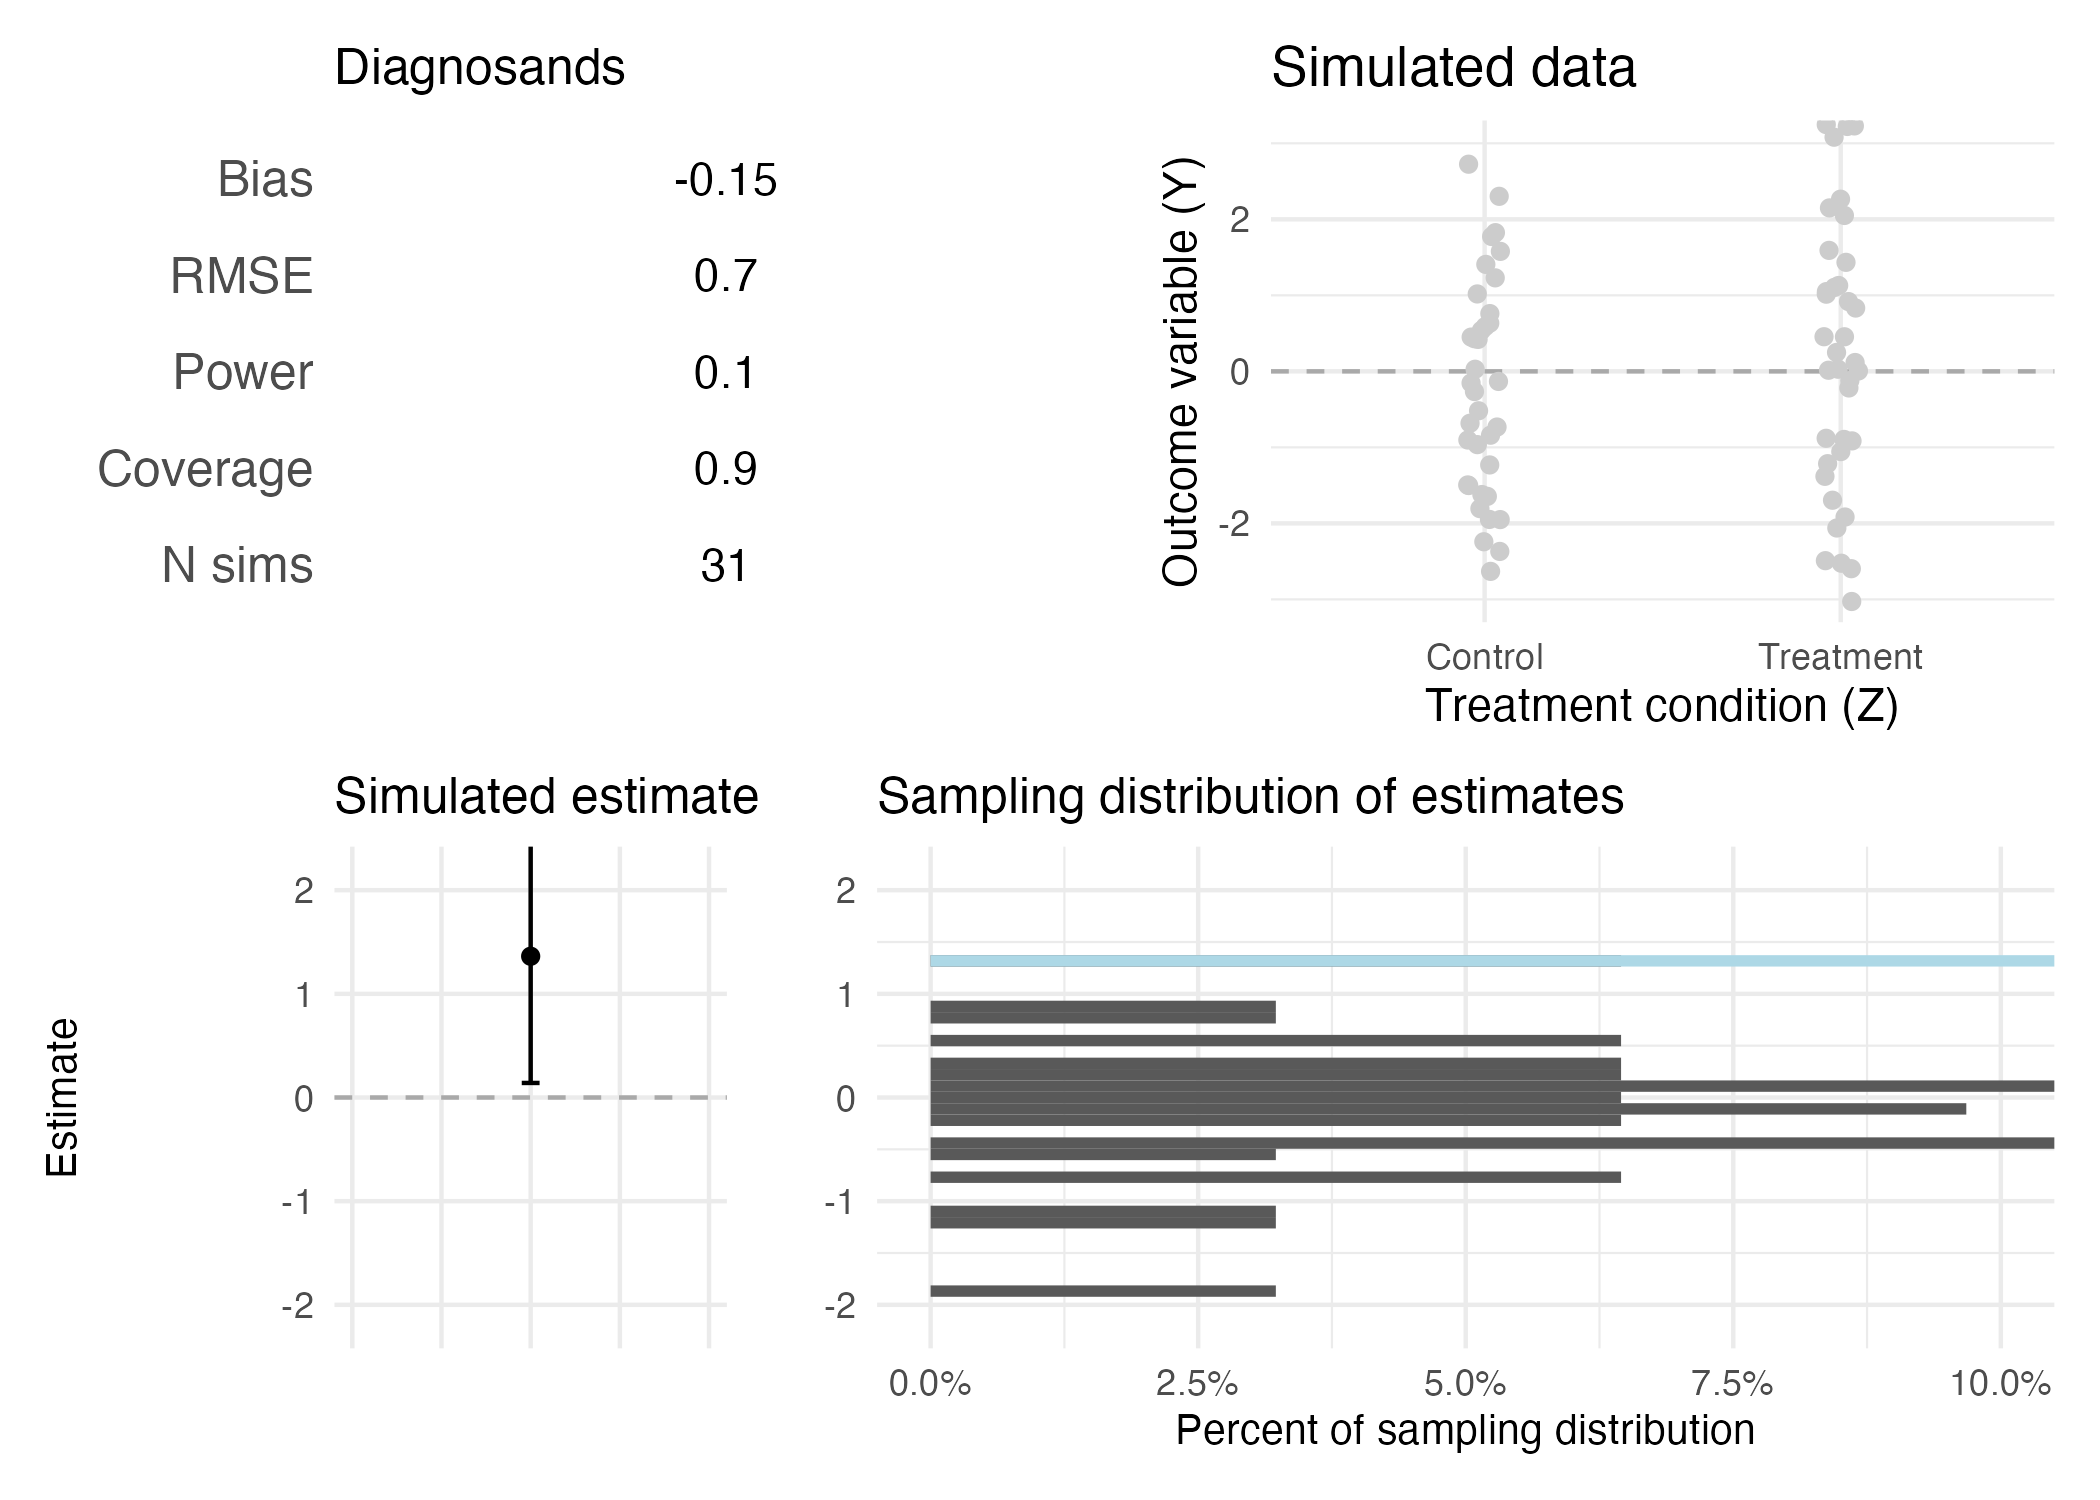 Diagnosands
Bias -0.15
RMSE 0.7
Power 0.1
Coverage 0.9
N sims 31
Simulated data
Outcome variable (Y)
2
0
-2
Control Treatment
Treatment condition (Z)
Simulated estimate
Estimate
2
1
0
-1
-2
Sampling distribution of estimates
2
1
0
-1
-2
0.0% 2.5% 5.0% 7.5% 10.0%
Percent of sampling distribution